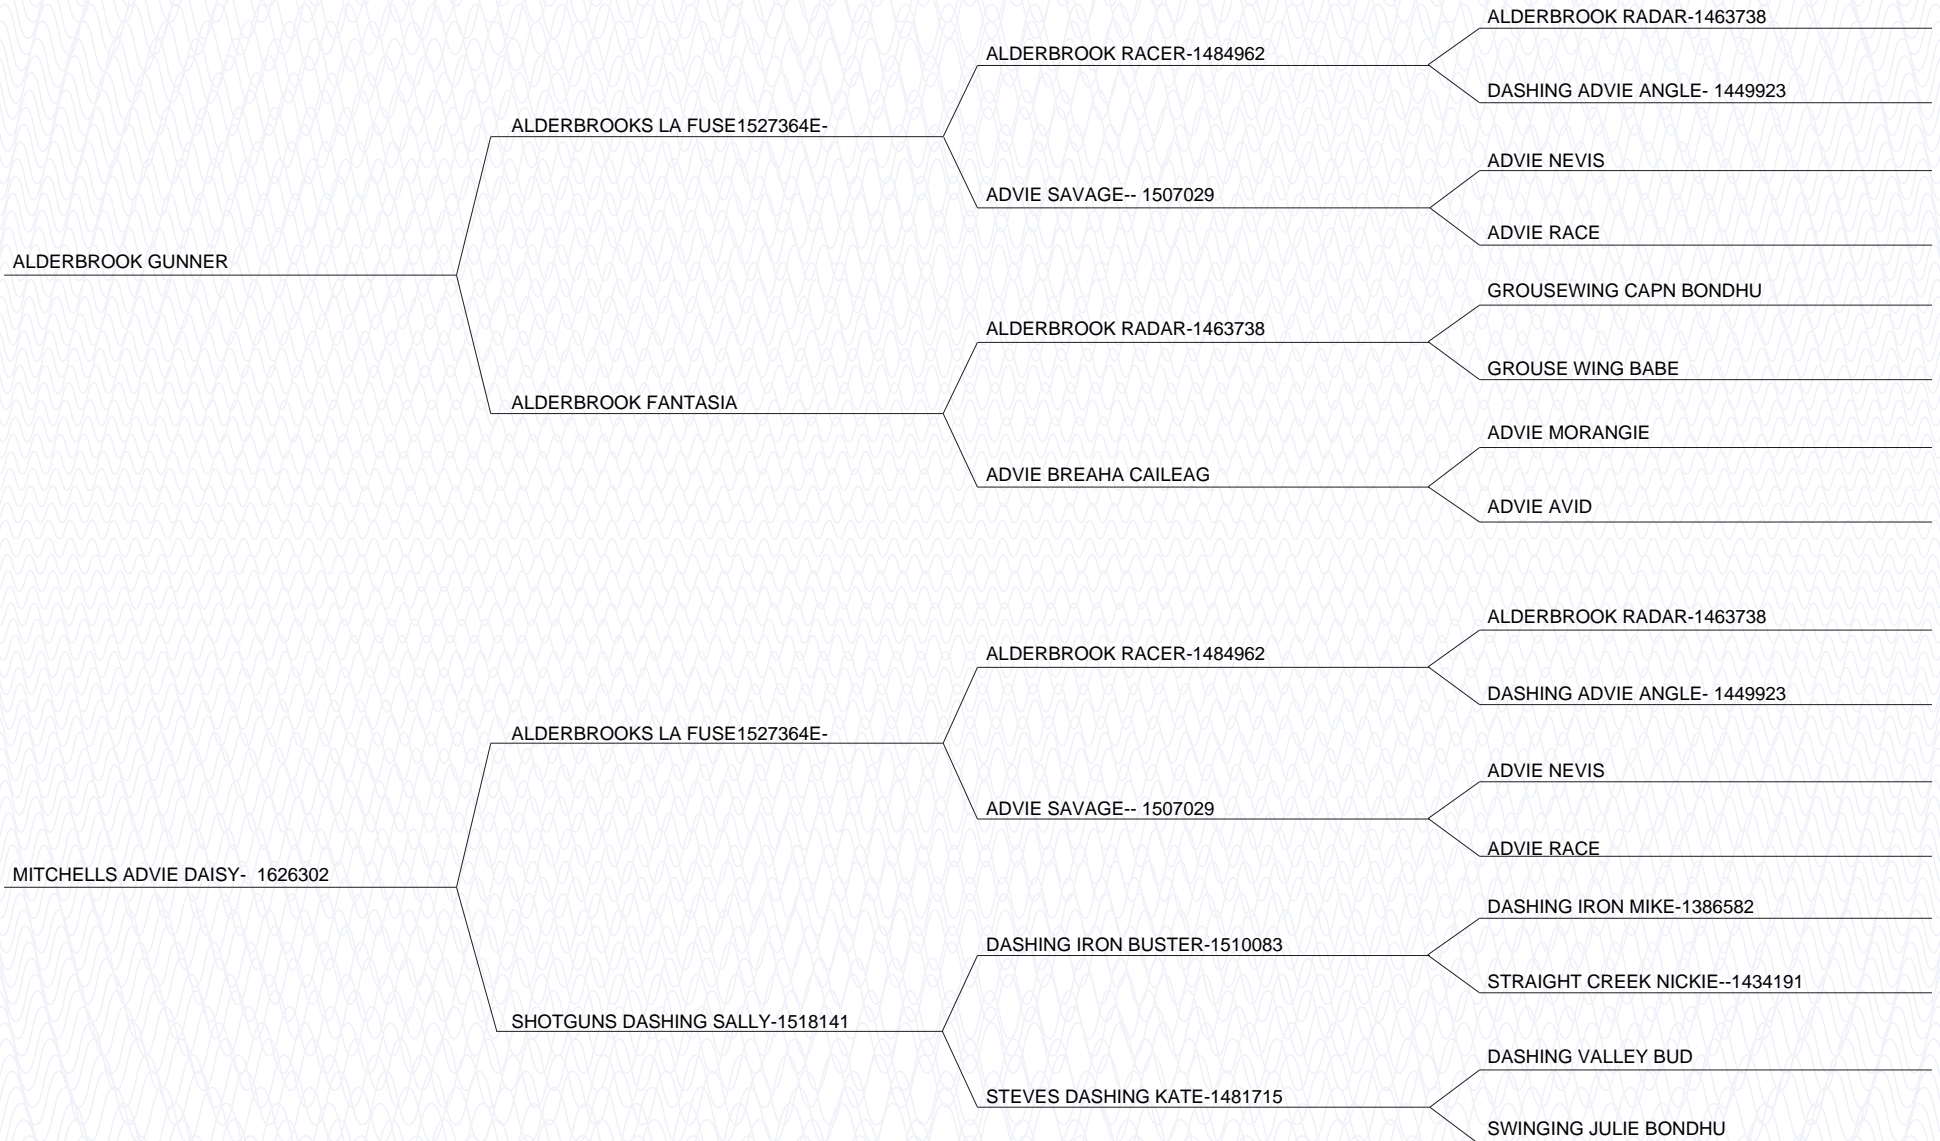 ALDERBROOK RADAR-1463738
ALDERBROOK RACER-1484962
DASHING ADVIE ANGLE- 1449923
ALDERBROOKS LA FUSE1527364E-
ADVIE NEVIS
ADVIE SAVAGE-- 1507029
ADVIE RACE
ALDERBROOK GUNNER
GROUSEWING CAPN BONDHU
ALDERBROOK RADAR-1463738
GROUSE WING BABE
ALDERBROOK FANTASIA
ADVIE MORANGIE
ADVIE BREAHA CAILEAG
ADVIE AVID
ALDERBROOK RADAR-1463738
ALDERBROOK RACER-1484962
DASHING ADVIE ANGLE- 1449923
ALDERBROOKS LA FUSE1527364E-
ADVIE NEVIS
ADVIE SAVAGE-- 1507029
ADVIE RACE
MITCHELLS ADVIE DAISY-  1626302
DASHING IRON MIKE-1386582
DASHING IRON BUSTER-1510083
STRAIGHT CREEK NICKIE--1434191
SHOTGUNS DASHING SALLY-1518141
DASHING VALLEY BUD
STEVES DASHING KATE-1481715
SWINGING JULIE BONDHU